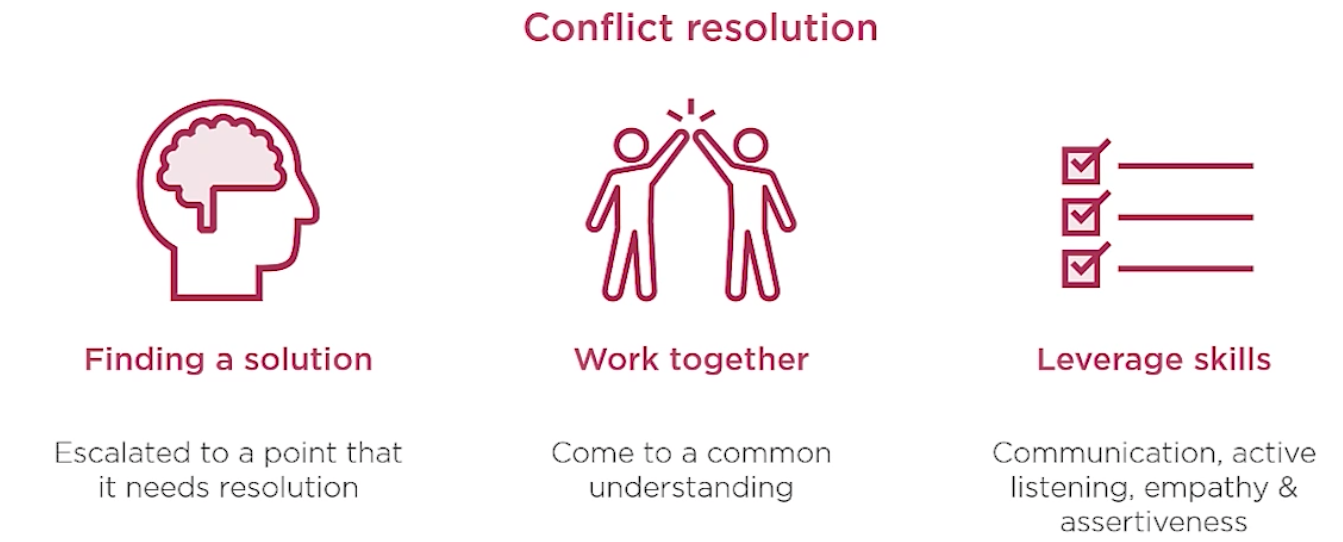 Conflict resolution
Finding a solution
Escalated to a point that
it needs resolution
Work together
Come to a common
understanding
Leverage skills
Communication, active
listening, empathy &
assertiveness